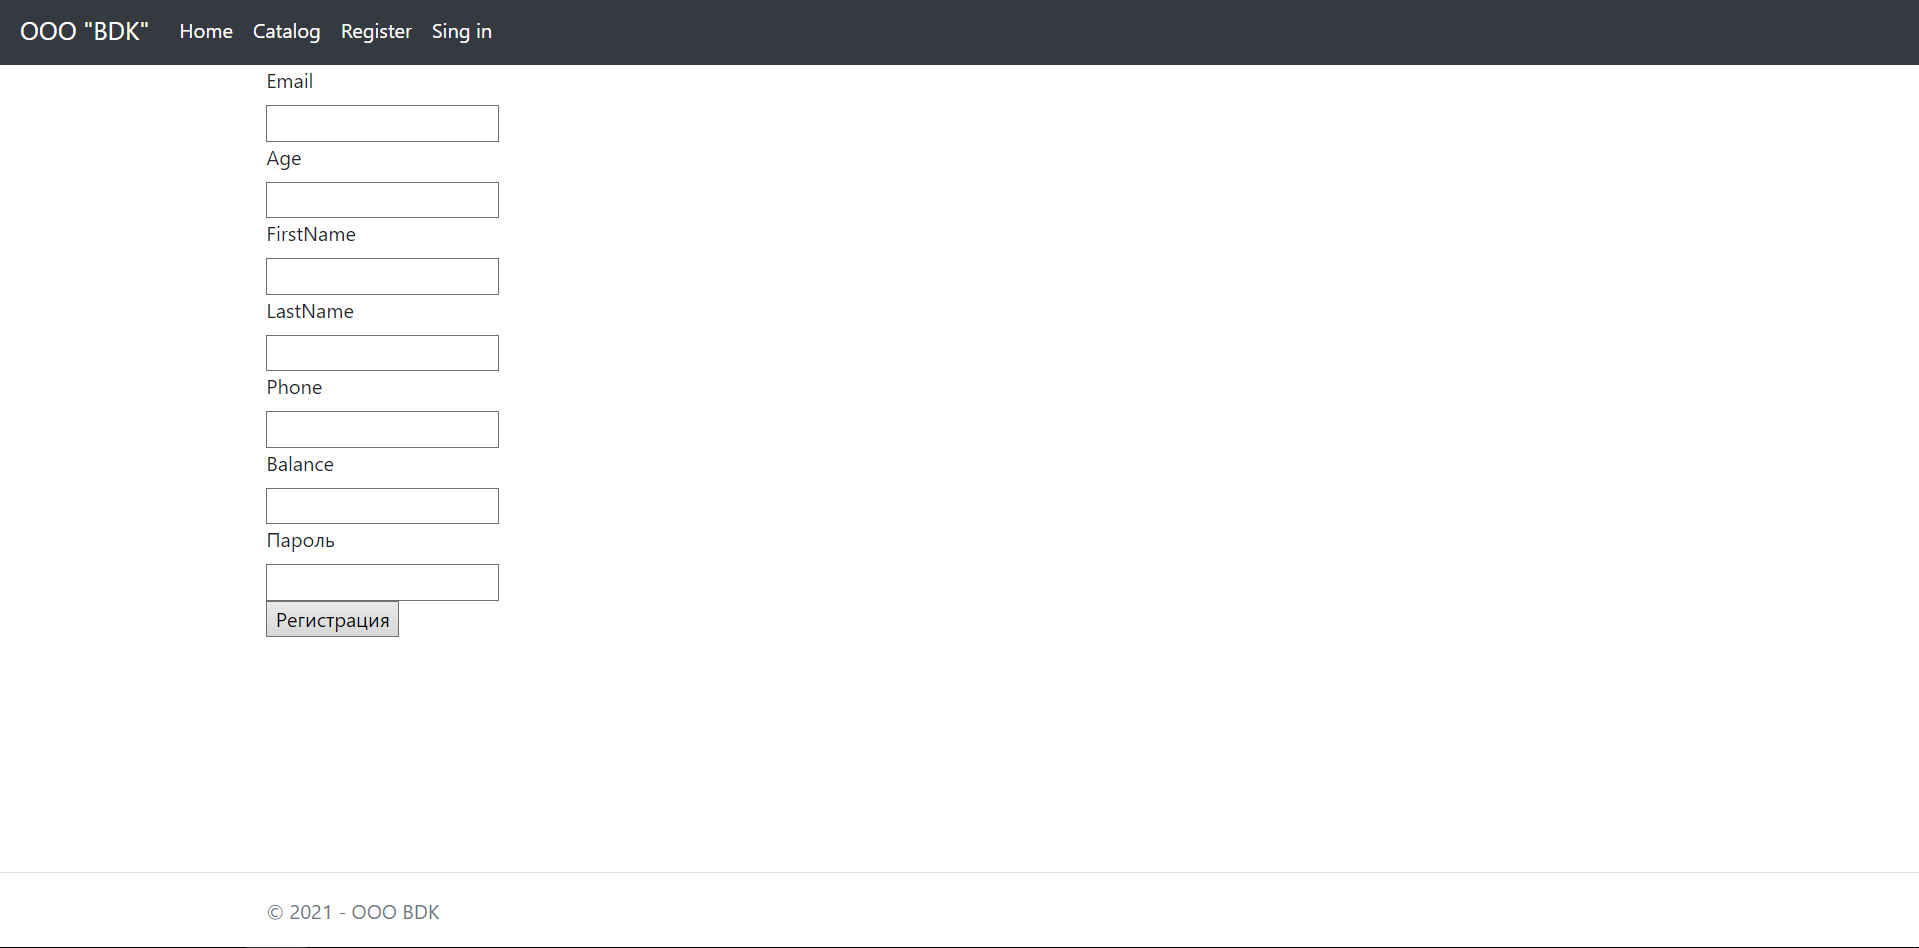 ООО "BDK" Home Catalog Register Sing in
Email
Age
FirstName
LastName
Phone
Balance
Пароль
Регистрация
© 2021 - ООО BDK